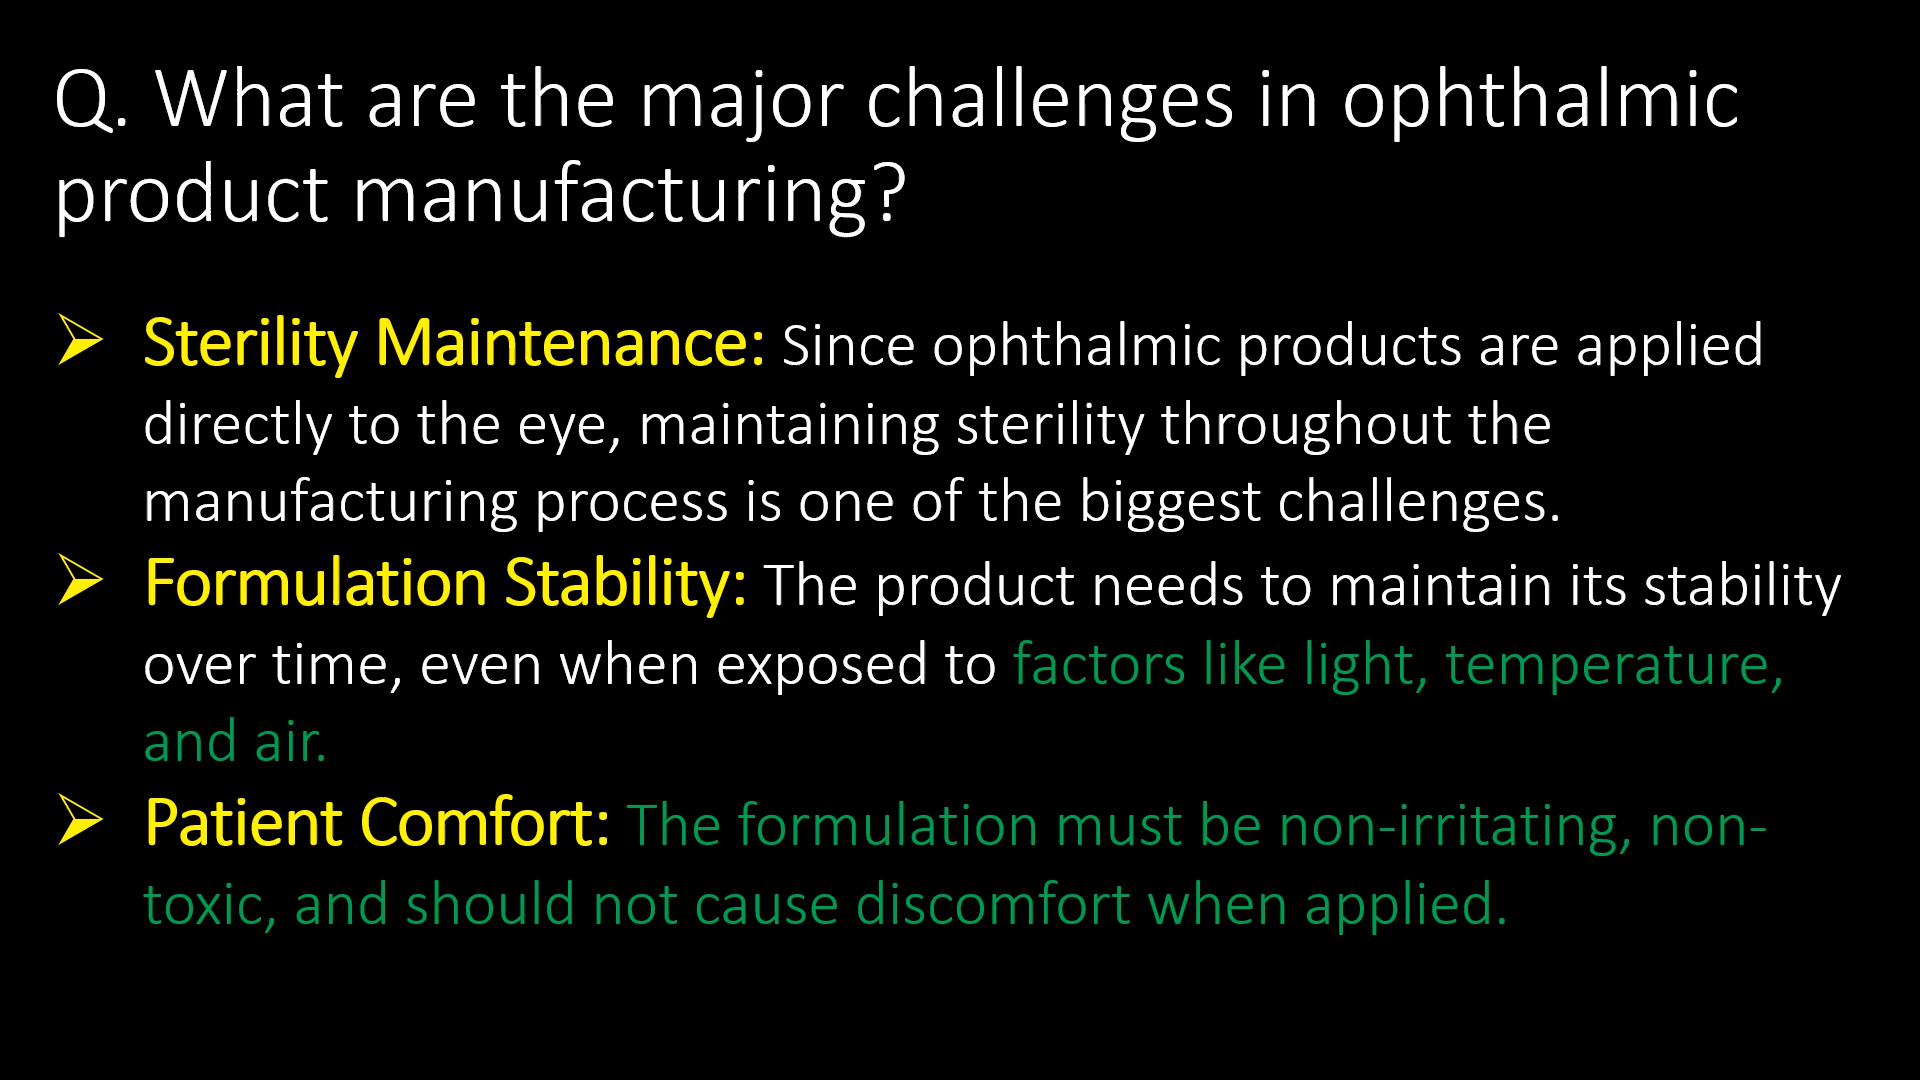 Q. What are the major challenges in ophthalmic
product manufacturing?
➢ Sterility Maintenance: Since ophthalmic products are applied
directly to the eye, maintaining sterility throughout the
manufacturing process is one of the biggest challenges.
➢ Formulation Stability: The product needs to maintain its stability
over time, even when exposed to factors like light, temperature,
and air.
➢ Patient Comfort: The formulation must be non-irritating, non-
toxic, and should not cause discomfort when applied.